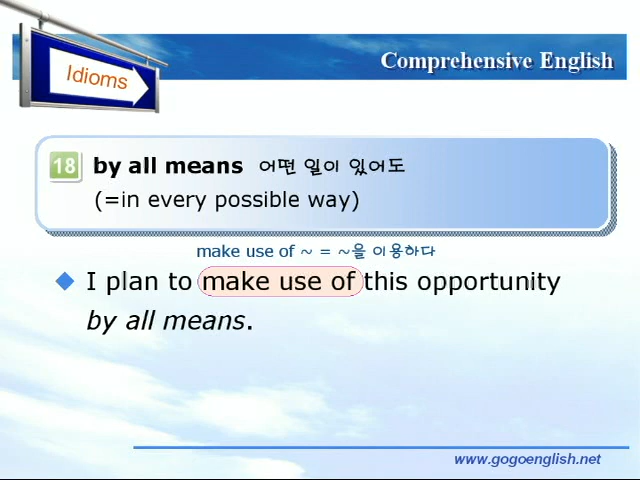 Idioms
Comprehensive English
18 by all means 어떤 일이 있어도
(=in every possible way)
make use of ~ = ~을 이용하다
I plan to make use of this opportunity
by all means.
www.gogoenglish.net